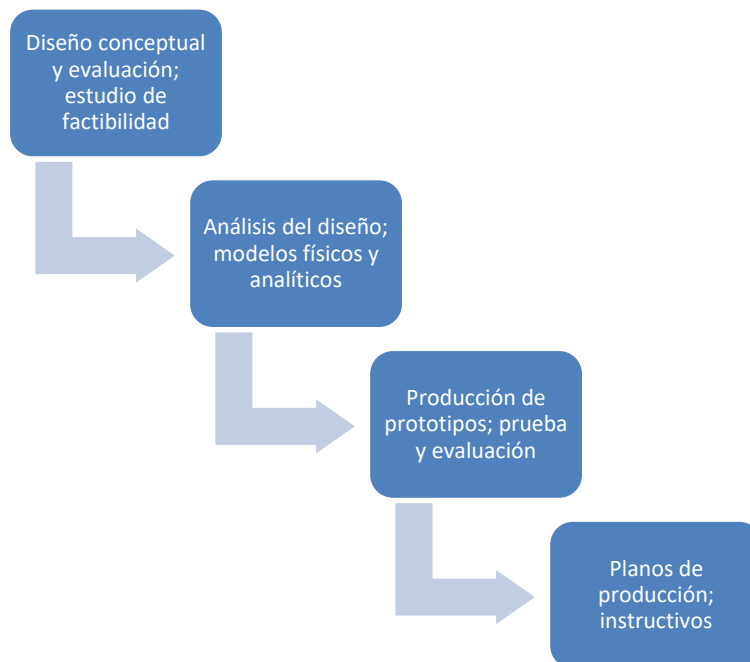 Diseño conceptual
y evaluación;
estudio de
factibilidad
Análisis del diseño;
modelos físicos y
analíticos
Producción de
prototipos; prueba
y evaluación
Planos de
producción;
instructivos